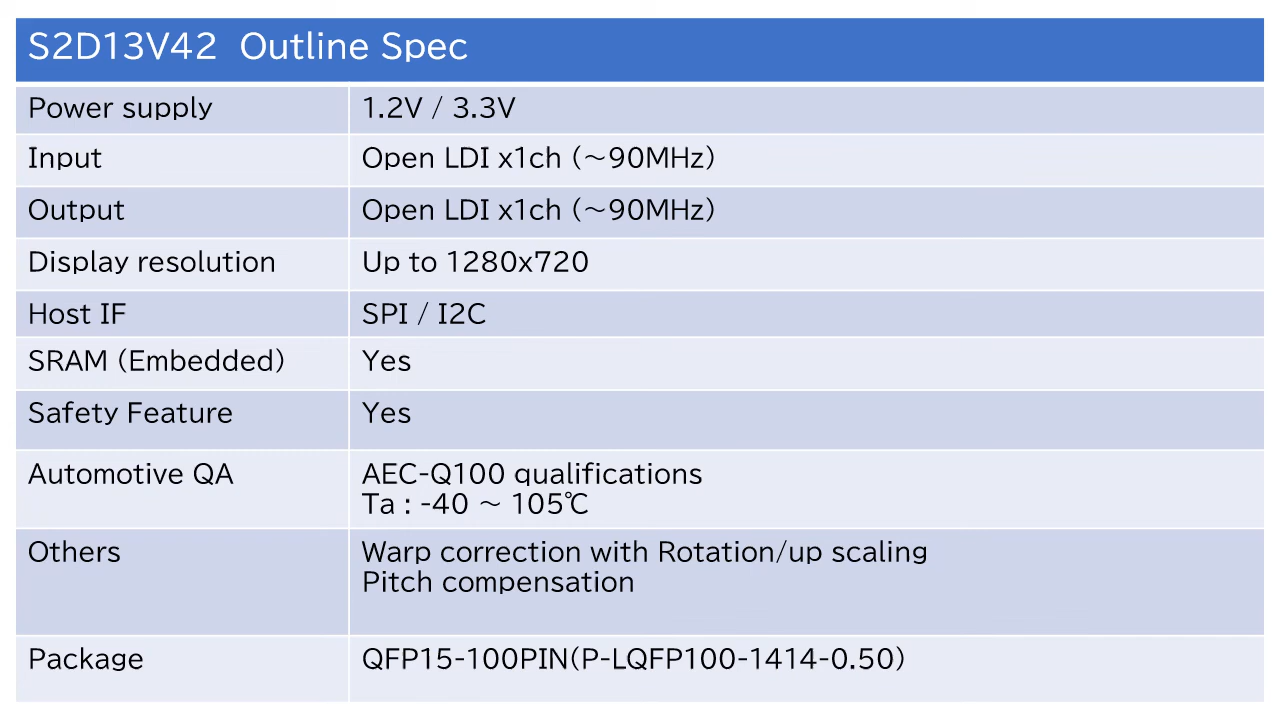 S2D13V42 Outline Spec
Power supply 1.2V / 3.3V
Input Open LDI x1ch (～90MHz)
Output Open LDI x1ch (～90MHz)
Display resolution Up to 1280x720
Host IF SPI / I2C
SRAM (Embedded) Yes
Safety Feature Yes
Automotive QA AEC-Q100 qualifications
Ta : -40 ～ 105℃
Others Warp correction with Rotation/up scaling
Pitch compensation
Package QFP15-100PIN(P-LQFP100-1414-0.50)